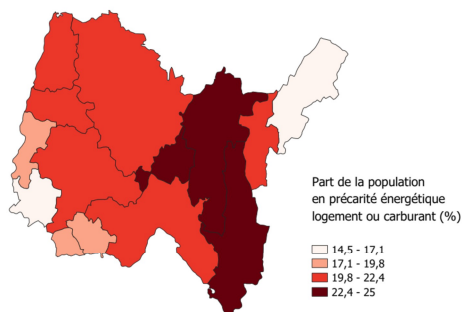 Part de la population
en précarité énergétique
logement ou carburant (%)
14,5 - 17,1
17,1 - 19,8
19,8 - 22,4
22,4 - 25